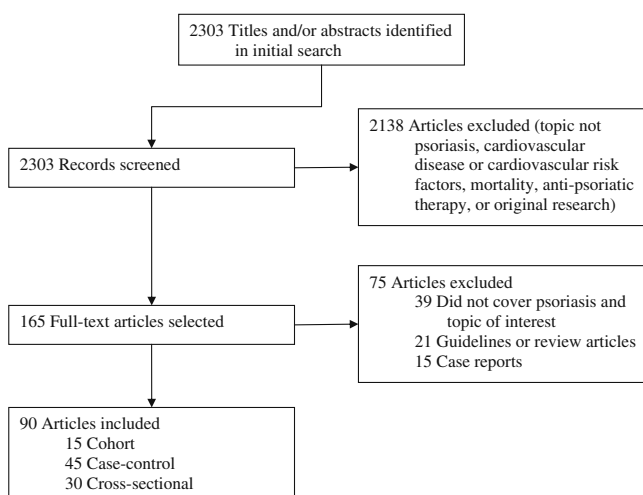 2303 Titles and/or abstracts identified
in initial search
2303 Records screened
2138 Articles excluded (topic not
psoriasis, cardiovascular
disease or cardiovascular risk
factors, mortality, anti-psoriatic
therapy, or original research)
165 Full-text articles selected
75 Articles excluded
39 Did not cover psoriasis and
topic of interest
21 Guidelines or review articles
15 Case reports
90 Articles included
15 Cohort
45 Case-control
30 Cross-sectional